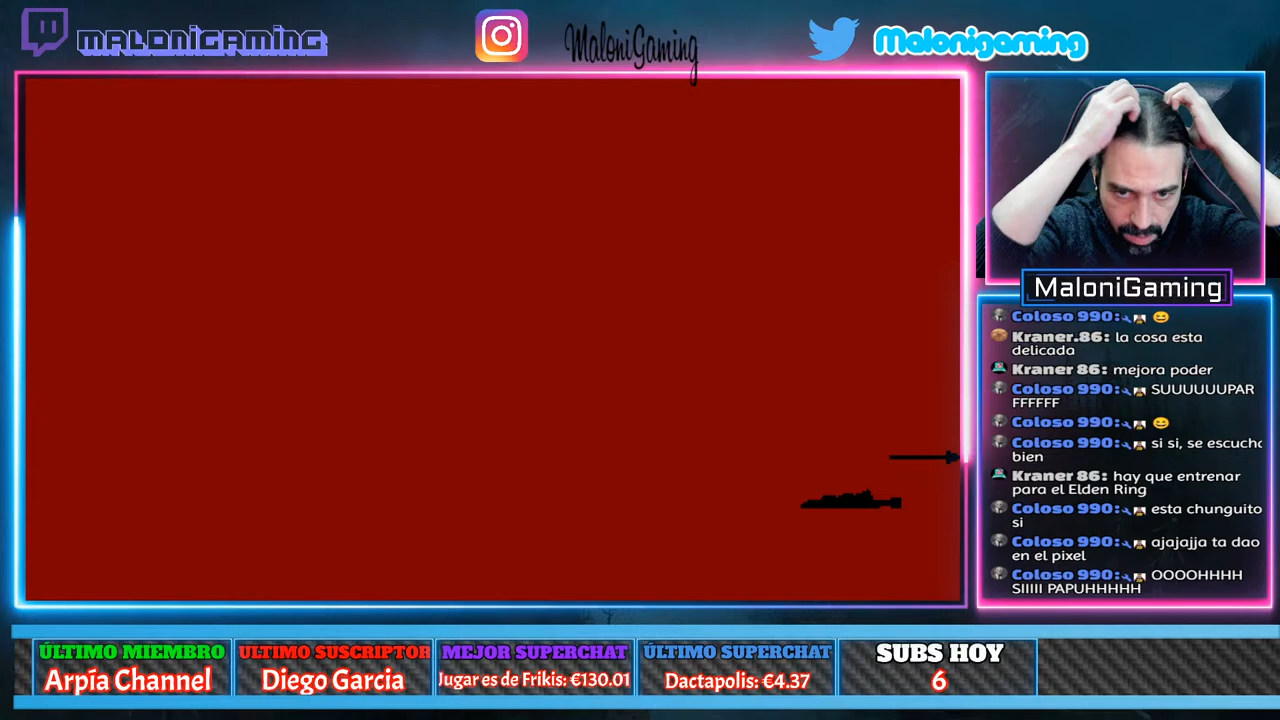 MALONIGAMING
MaloniGaming
Malonigaming
MaloniGaming
Coloso 990:
Kraner.86: la cosa esta
delicada
Kraner 86: mejora poder
Coloso 990: SUUUUUUPAR
FFFFFF
Coloso 990:
Coloso 990: si si, se escucho
bien
Kraner 86: hay que entrenar
para el Elden Ring
Coloso 990: esta chunguito
si
Coloso 990: ajajajja ta dao
en el pixel
Coloso 990: OOOOHHHH
SIIIII PAPUHHHHH
ÚLTIMO MIEMBRO
Arpía Channel
ULTIMO SUSCRIPTOR
Diego Garcia
MEJOR SUPERCHAT
Jugar es de Frikis: €130.01
ÚLTIMO SUPERCHAT
Dactapolis: €4.37
SUBS HOY
6